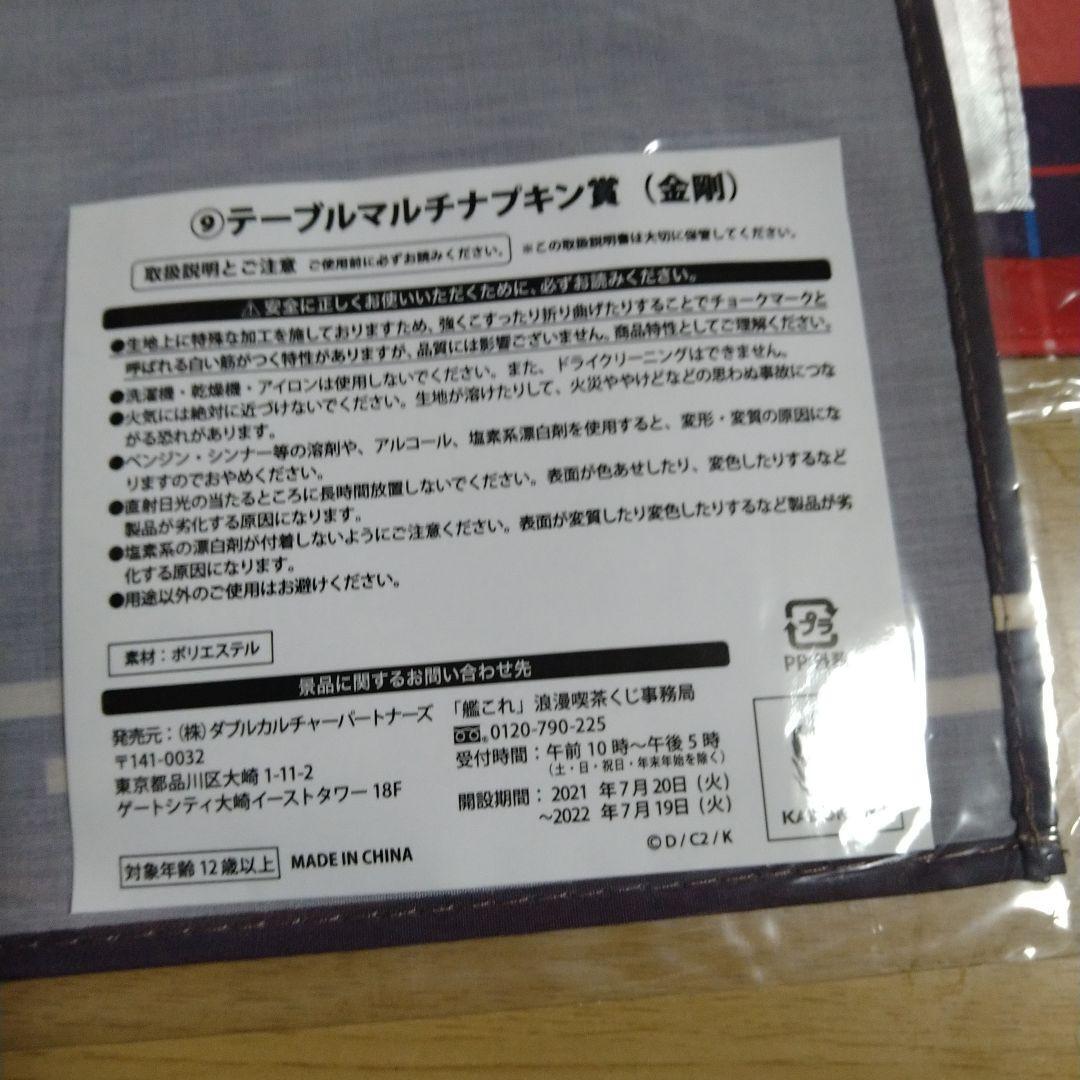 ⑨テーブルマルチナプキン賞（金剛）
取扱説明とご注意 ご使用前に必ずお読みください。 ※この取扱説明書は大切に保管してください。
⚠安全に正しくお使いいただくために、必ずお読みください。
●生地上に特殊な加工を施しておりますため、強くこすったり折り曲げたりすることでチョークマークと
呼ばれる白い筋がつく特性がありますが、品質には影響ございません。商品特性としてご理解ください。
●洗濯機・乾燥機・アイロンは使用しないでください。また、ドライクリーニングはできません。
●火気には絶対に近づけないでください。生地が溶けたりして、火災ややけどなどの思わぬ事故につな
がる恐れがあります。
●ベンジン・シンナー等の溶剤や、アルコール、塩素系漂白剤を使用すると、変形・変質の原因にな
りますのでおやめください。
●直射日光の当たるところに長時間放置しないでください。表面が色あせしたり、変色したりするなど
製品が劣化する原因になります。
●塩素系の漂白剤が付着しないようにご注意ください。表面が変質したり変色したりするなど製品が劣
化する原因になります。
●用途以外のご使用はお避けください。
素材：ポリエステル
プラ
PP:外装
景品に関するお問い合わせ先
発売元：（株）ダブルカルチャーパートナーズ
〒141-0032
東京都品川区大崎 1-11-2
ゲートシティ大崎イーストタワー 18F
「艦これ」浪漫喫茶くじ事務局
0120-790-225
受付時間：午前 10 時～午後 5 時
（土・日・祝日・年末年始を除く）
開設期間：2021 年 7 月 20 日（火）
～2022 年 7 月 19 日（火）
©D / C2 / K
対象年齢 12 歳以上
MADE IN CHINA